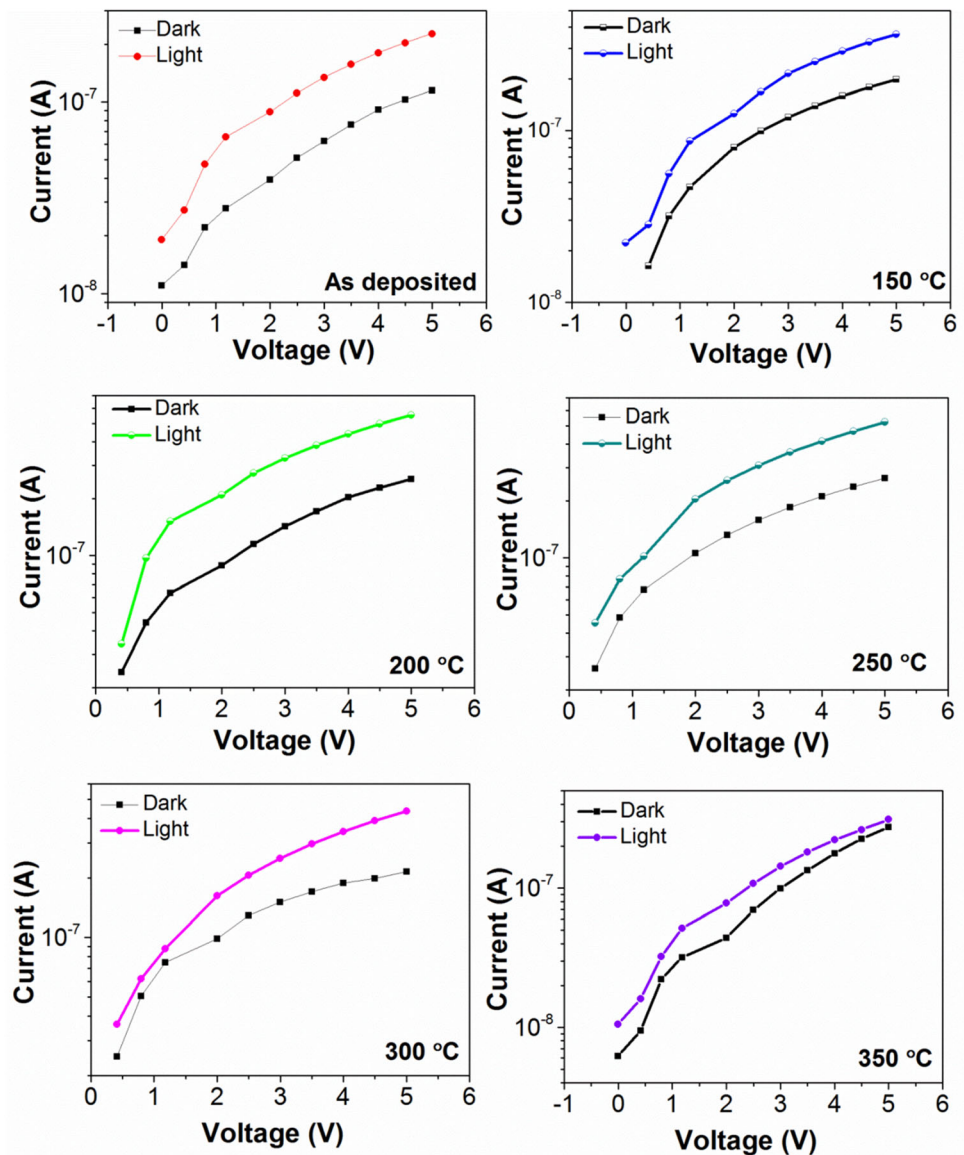 Dark
Light
Current (A)
10⁻⁷
10⁻⁸
As deposited
-1 0 1 2 3 4 5 6
Voltage (V)
Dark
Light
Current ( A)
10⁻⁷
10⁻⁸
150 °C
-1 0 1 2 3 4 5 6
Voltage (V)
Dark
Light
Current (A)
10⁻⁷
200 °C
0 1 2 3 4 5 6
Voltage (V)
Dark
Light
Current (A)
10⁻⁷
250 °C
0 1 2 3 4 5 6
Voltage (V)
Dark
Light
Current (A)
10⁻⁷
300 °C
0 1 2 3 4 5 6
Voltage (V)
Dark
Light
Current (A)
10⁻⁷
10⁻⁸
350 °C
-1 0 1 2 3 4 5 6
Voltage (V)